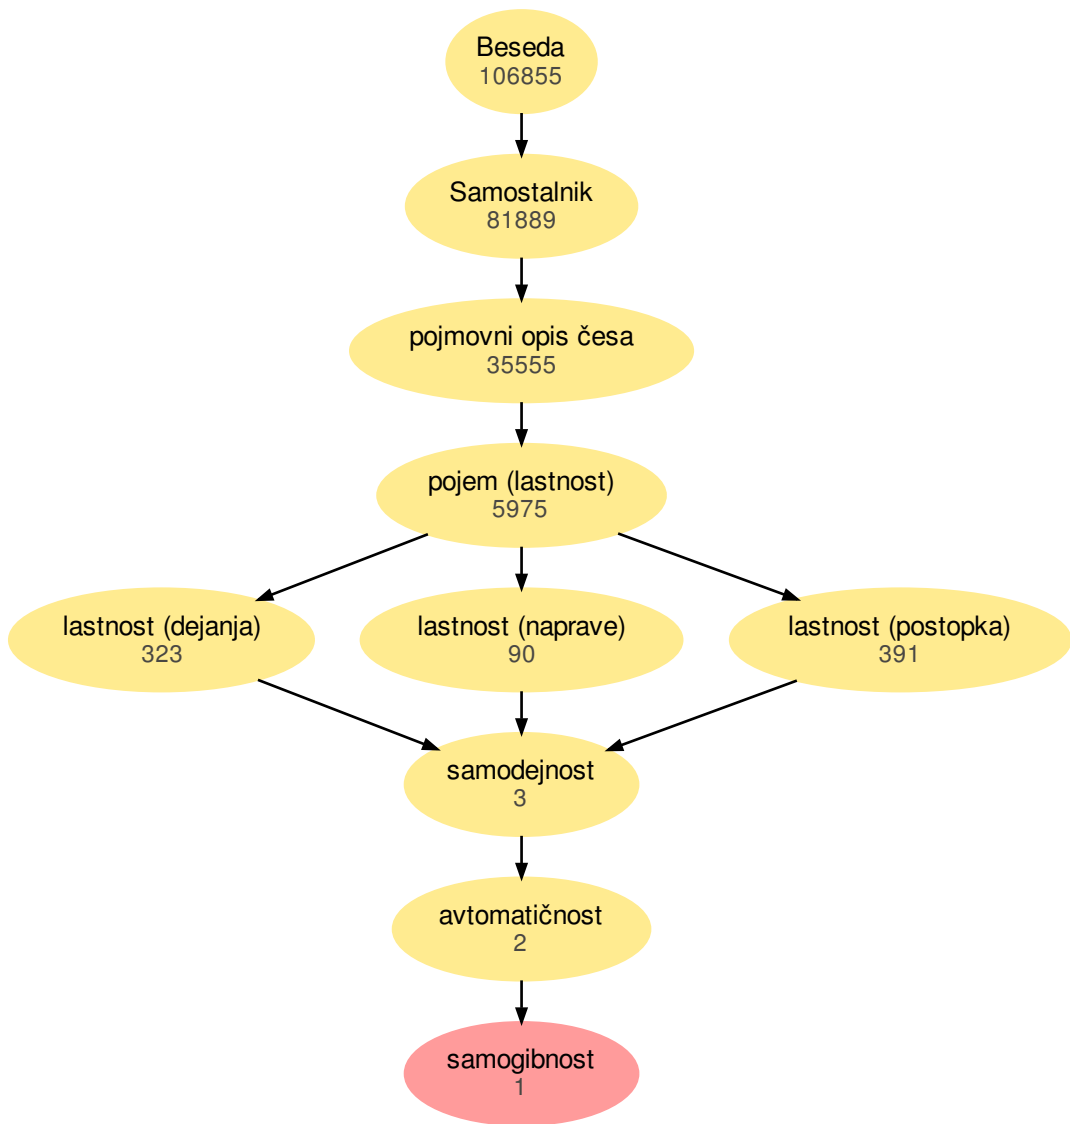 Beseda
106855
Samostalnik
81889
pojmovni opis česa
35555
pojem (lastnost)
5975
lastnost (dejanja)
323
lastnost (naprave)
90
lastnost (postopka)
391
samodejnost
3
avtomatičnost
2
samogibnost
1